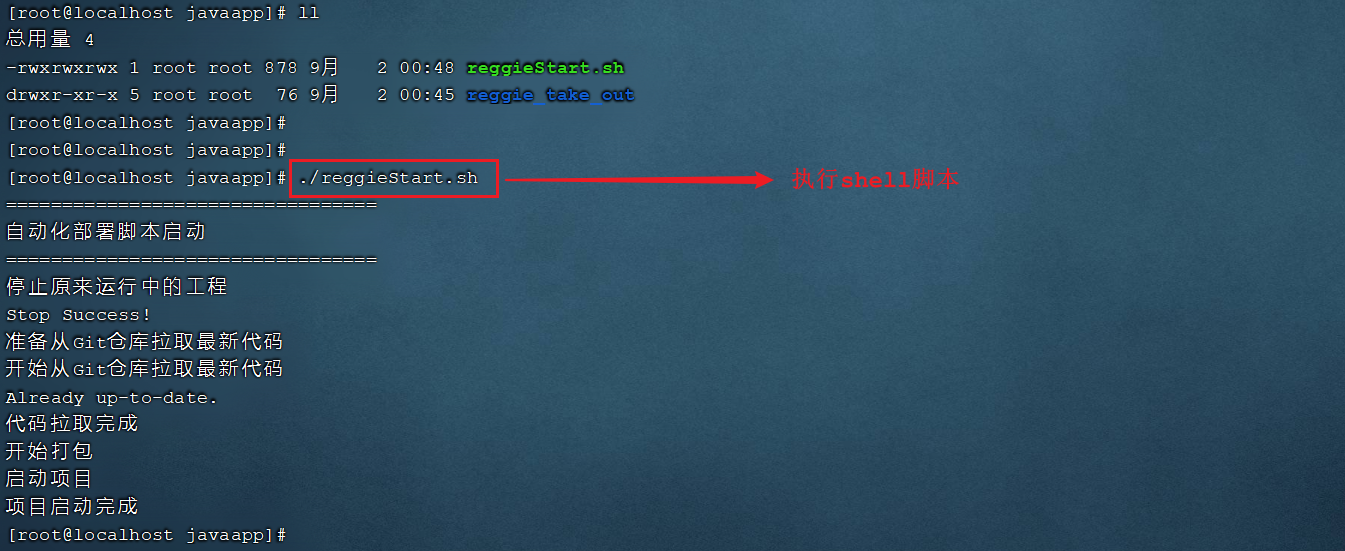 [root@localhost javaapp]# ll
总用量 4
-rwxrwxrwx 1 root root 878 9月   2 00:48 reggieStart.sh
drwxr-xr-x 5 root root  76 9月   2 00:45 reggie_take_out
[root@localhost javaapp]#
[root@localhost javaapp]#
[root@localhost javaapp]# ./reggieStart.sh 执行shell脚本
=================================
自动化部署脚本启动
=================================
停止原来运行中的工程
Stop Success!
准备从Git仓库拉取最新代码
开始从Git仓库拉取最新代码
Already up-to-date.
代码拉取完成
开始打包
启动项目
项目启动完成
[root@localhost javaapp]#